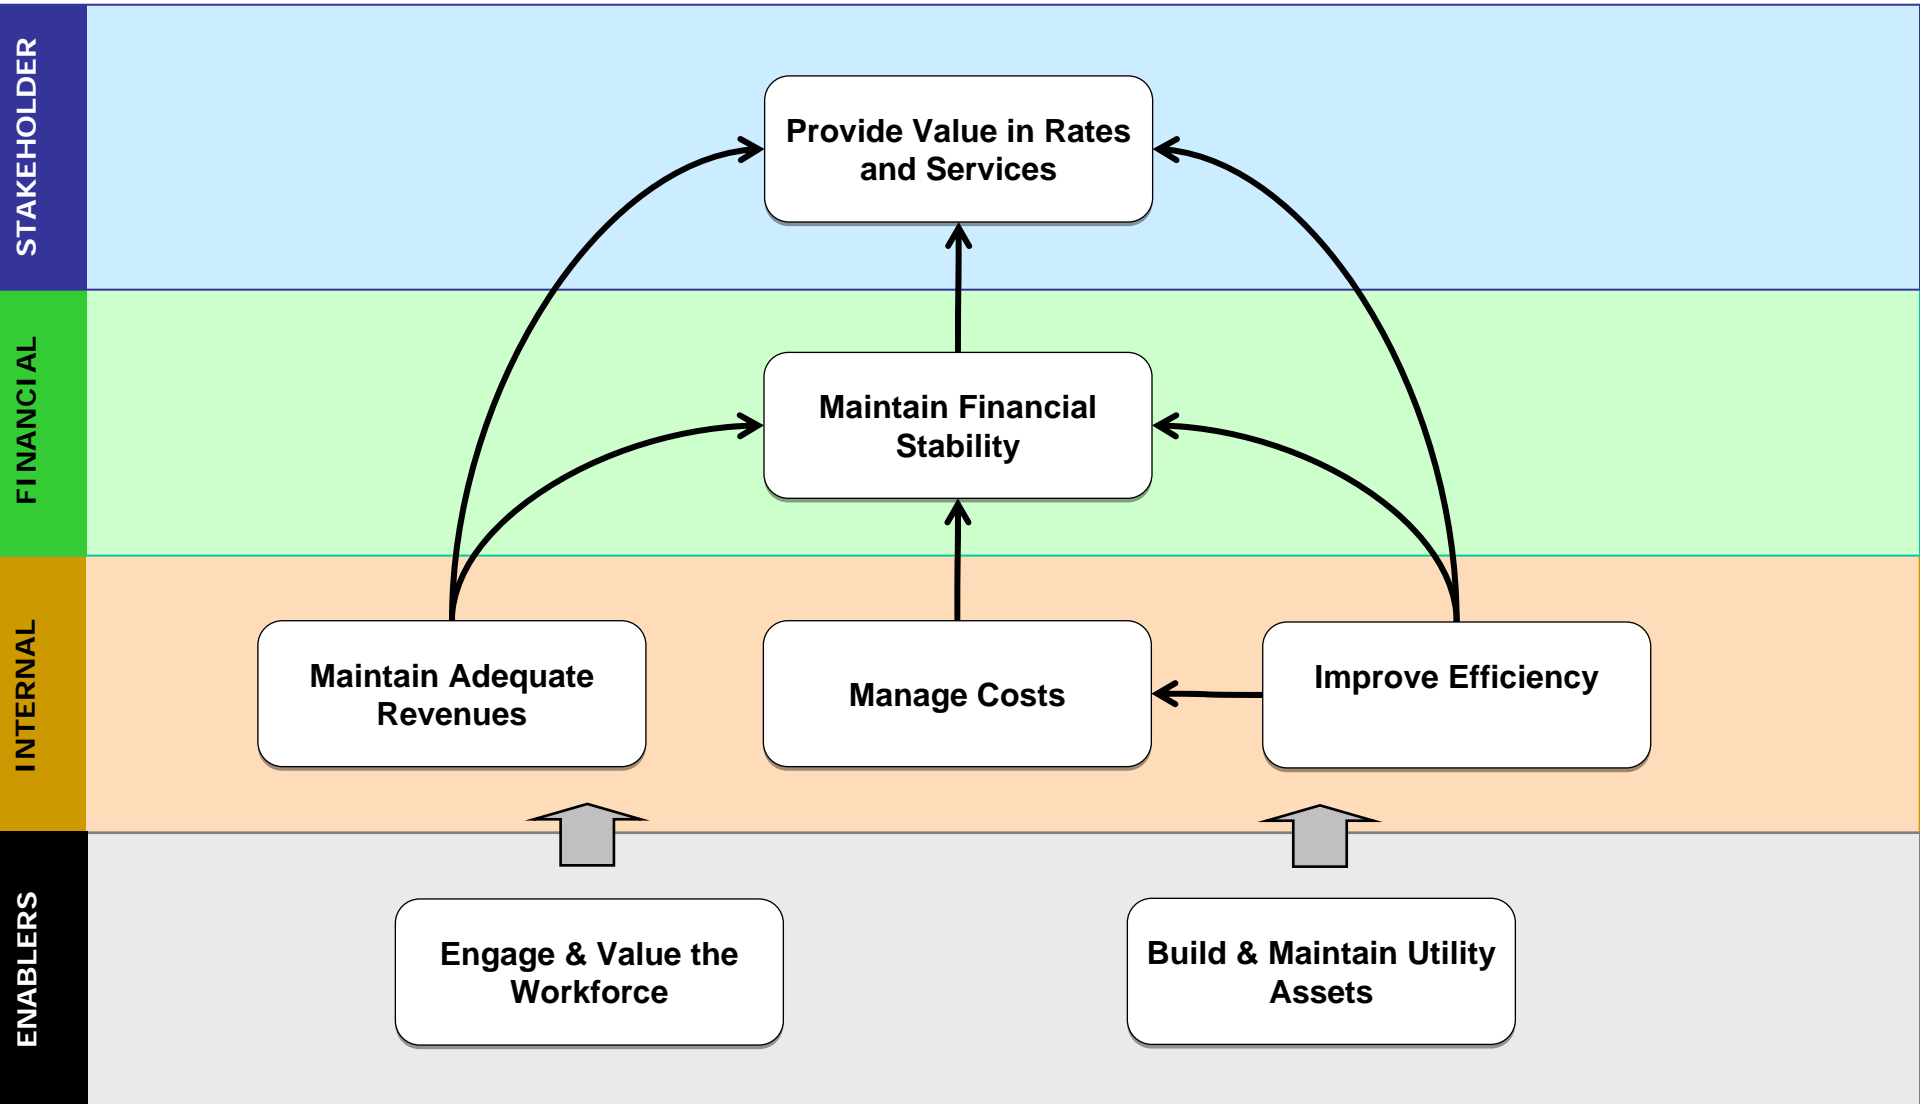 STAKEHOLDER
Provide Value in Rates
and Services
FINANCIAL
Maintain Financial
Stability
INTERNAL
Maintain Adequate
Revenues
Manage Costs
Improve Efficiency
ENABLERS
Engage & Value the
Workforce
Build & Maintain Utility
Assets